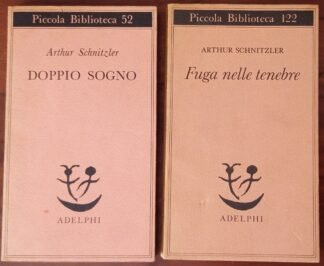 Piccola Biblioteca 52
Arthur Schnitzler
DOPPIO SOGNO
ADELPHI
Piccola Biblioteca 122
ARTHUR SCHNITZLER
Fuga nelle tenebre
ADELPHI